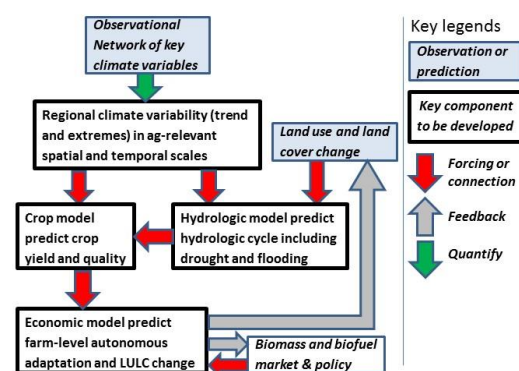 Observational
Network of key
climate variables
Regional climate variability (trend
and extremes) in ag-relevant
spatial and temporal scales
Land use and land
cover change
Crop model
predict crop
yield and quality
Hydrologic model predict
hydrologic cycle including
drought and flooding
Economic model predict
farm-level autonomous
adaptation and LULC change
Biomass and biofuel
market & policy
Key legends
Observation or
prediction
Key component
to be developed
Forcing or
connection
Feedback
Quantify